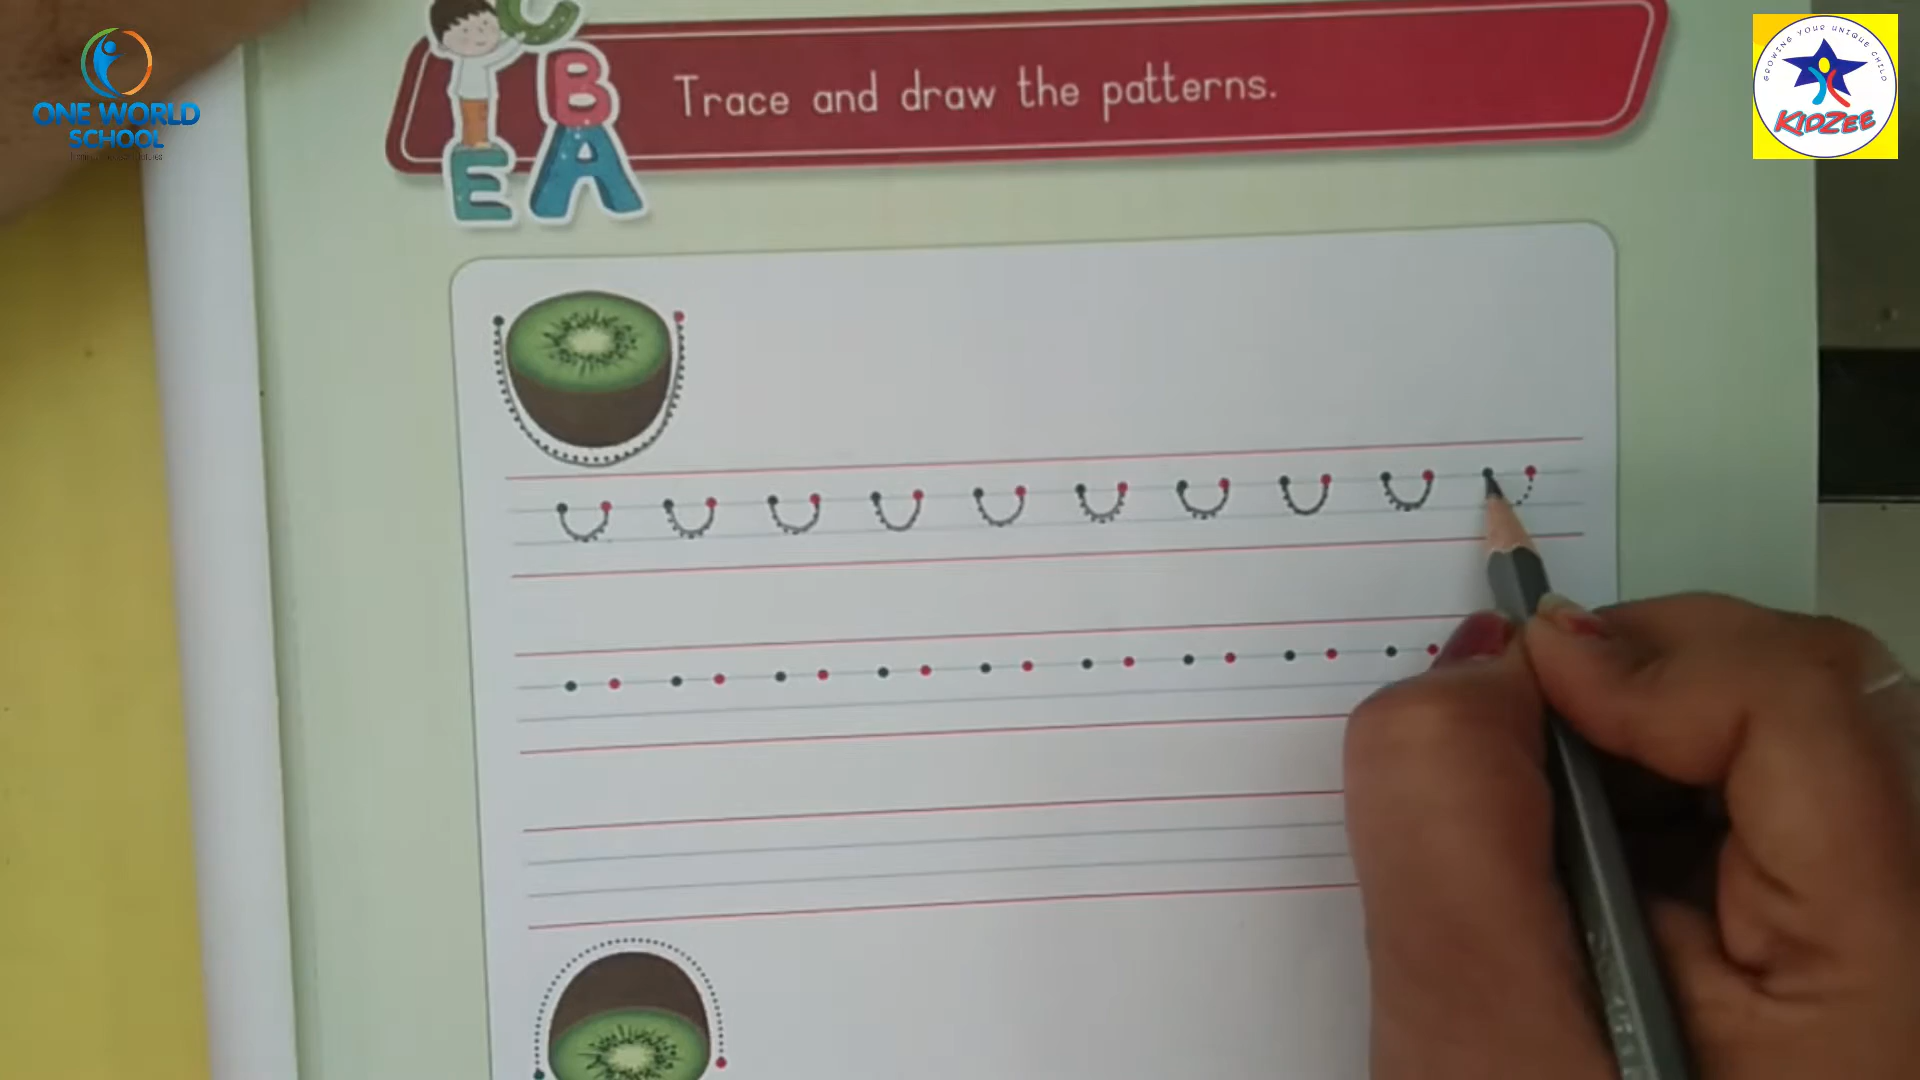 ONE WORLD
SCHOOL
C
B
E A
Trace and draw the patterns.
GROWING YOUR UNIQUE CHILD
KIDZEE